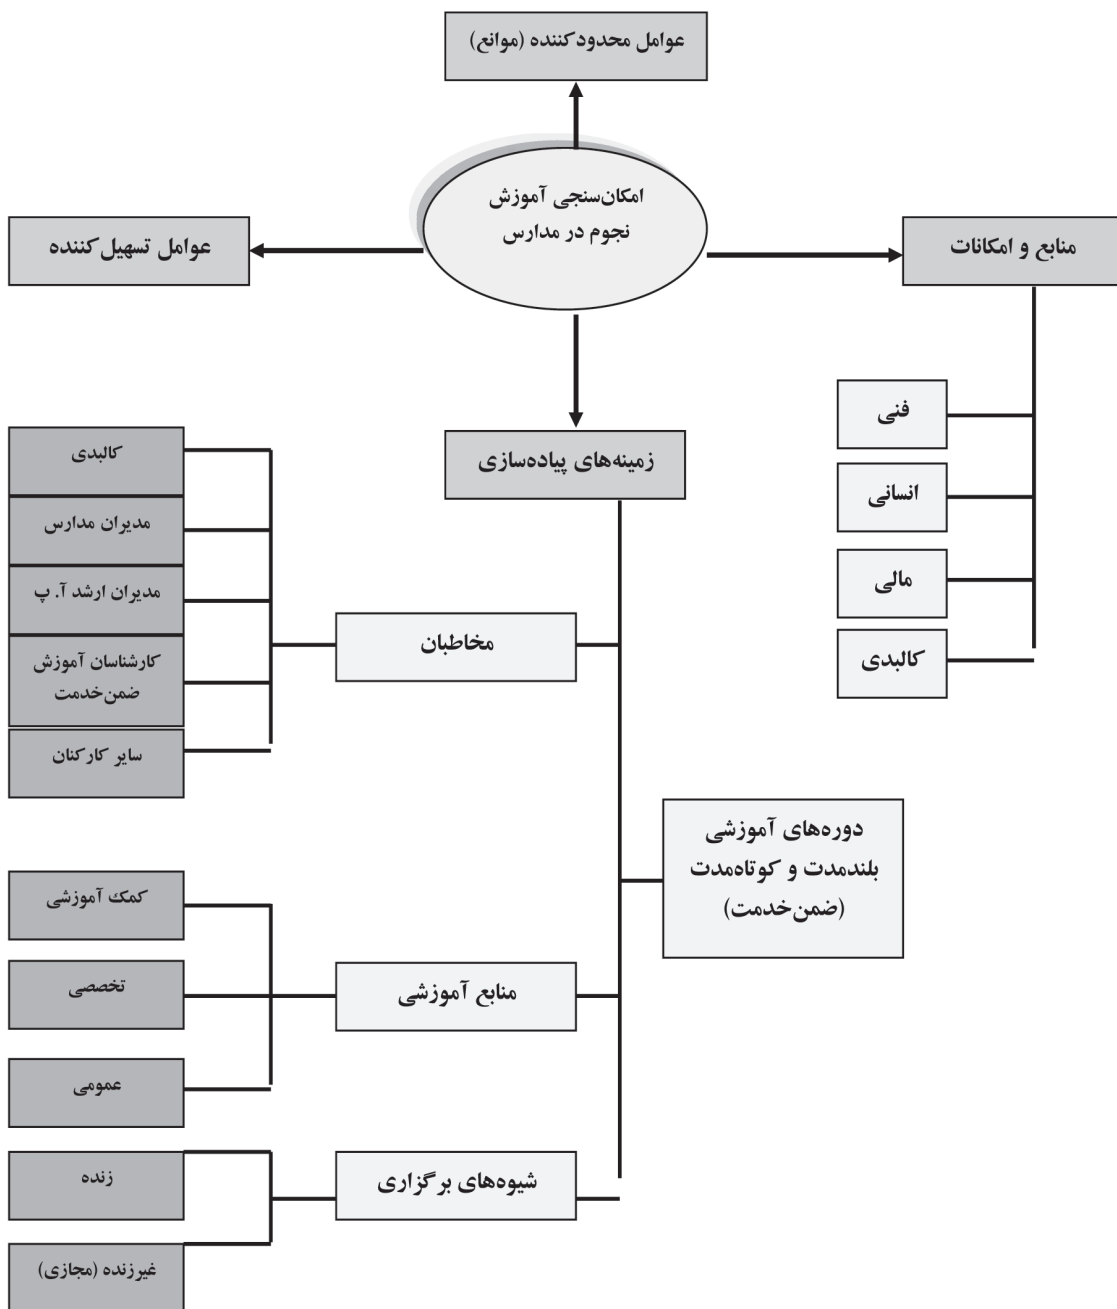 عوامل محدودکننده (موانع)
امکان‌سنجی آموزش
نجوم در مدارس
منابع و امکانات
عوامل تسهیل‌کننده
فنی
انسانی
مالی
کالبدی
زمینه‌های پیاده‌سازی
مخاطبان
کالبدی
مدیران مدارس
مدیران ارشد آ. پ
کارشناسان آموزش
ضمن‌خدمت
سایر کارکنان
دوره‌های آموزشی
بلندمدت و کوتاه‌مدت
(ضمن‌خدمت)
منابع آموزشی
کمک آموزشی
تخصصی
عمومی
شیوه‌های برگزاری
زنده
غیرزنده (مجازی)